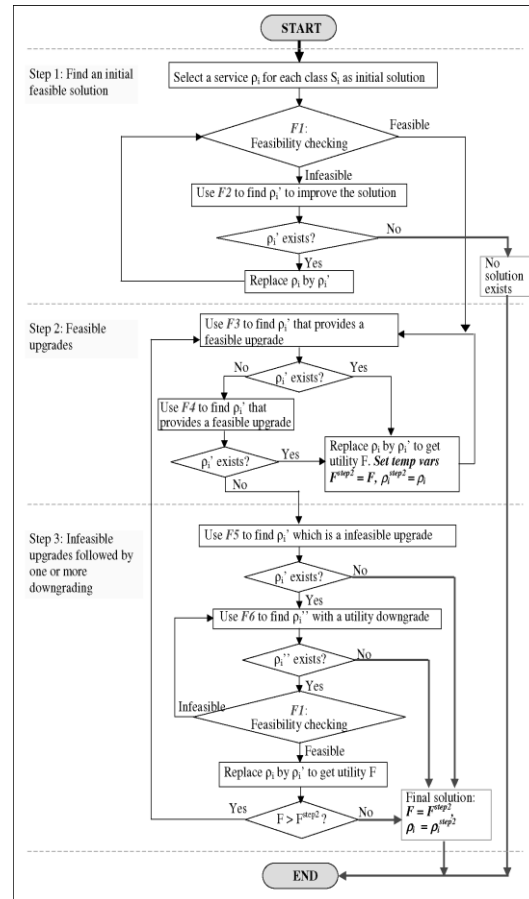 START
Step 1: Find an initial
feasible solution
Select a service ρi for each class Si as initial solution
F1:
Feasibility checking
Feasible
Infeasible
Use F2 to find ρi' to improve the solution
ρi' exists?
No
Yes
Replace ρi by ρi'
No
solution
exists
Step 2: Feasible
upgrades
Use F3 to find ρi' that provides a
feasible upgrade
No
ρi' exists?
Yes
Use F4 to find ρi' that
provides a feasible upgrade
ρi' exists?
Yes
No
Replace ρi by ρi' to get
utility F. Set temp vars
F^step2 = F, ρi^step2 = ρi
Step 3: Infeasible
upgrades followed by
one or more
downgrading
Use F5 to find ρi' which is a infeasible upgrade
ρi' exists?
No
Yes
Use F6 to find ρi'' with a utility downgrade
ρi'' exists?
No
Yes
Infeasible
F1:
Feasibility checking
Feasible
Replace ρi by ρi' to get utility F
Yes
F > F^step2 ?
No
Final solution:
F = F^step2,
ρi = ρi^step2
END